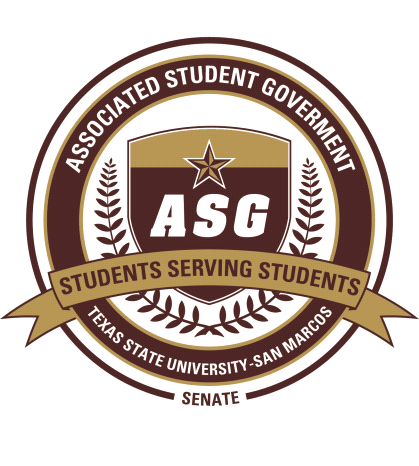 ASSOCIATED STUDENT GOVERMENT
ASG
STUDENTS SERVING STUDENTS
TEXAS STATE UNIVERSITY-SAN MARCOS
SENATE